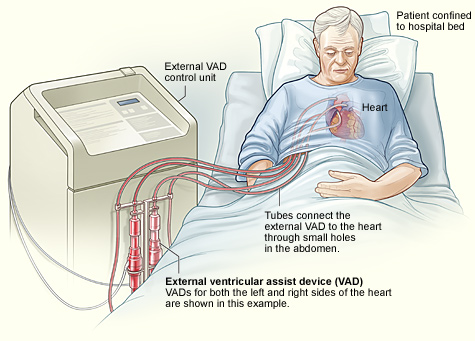 Patient confined
to hospital bed
External VAD
control unit
Heart
Tubes connect the
external VAD to the heart
through small holes
in the abdomen.
External ventricular assist device (VAD)
VADs for both the left and right sides of the heart
are shown in this example.